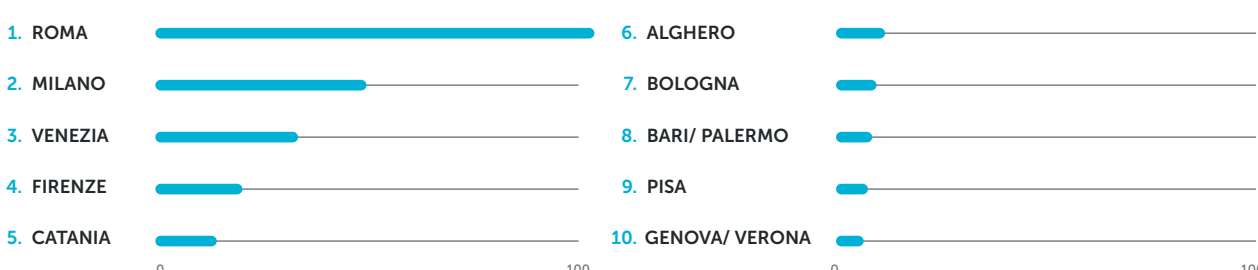 1. ROMA
2. MILANO
3. VENEZIA
4. FIRENZE
5. CATANIA
0 100
6. ALGHERO
7. BOLOGNA
8. BARI/ PALERMO
9. PISA
10. GENOVA/ VERONA
0 100